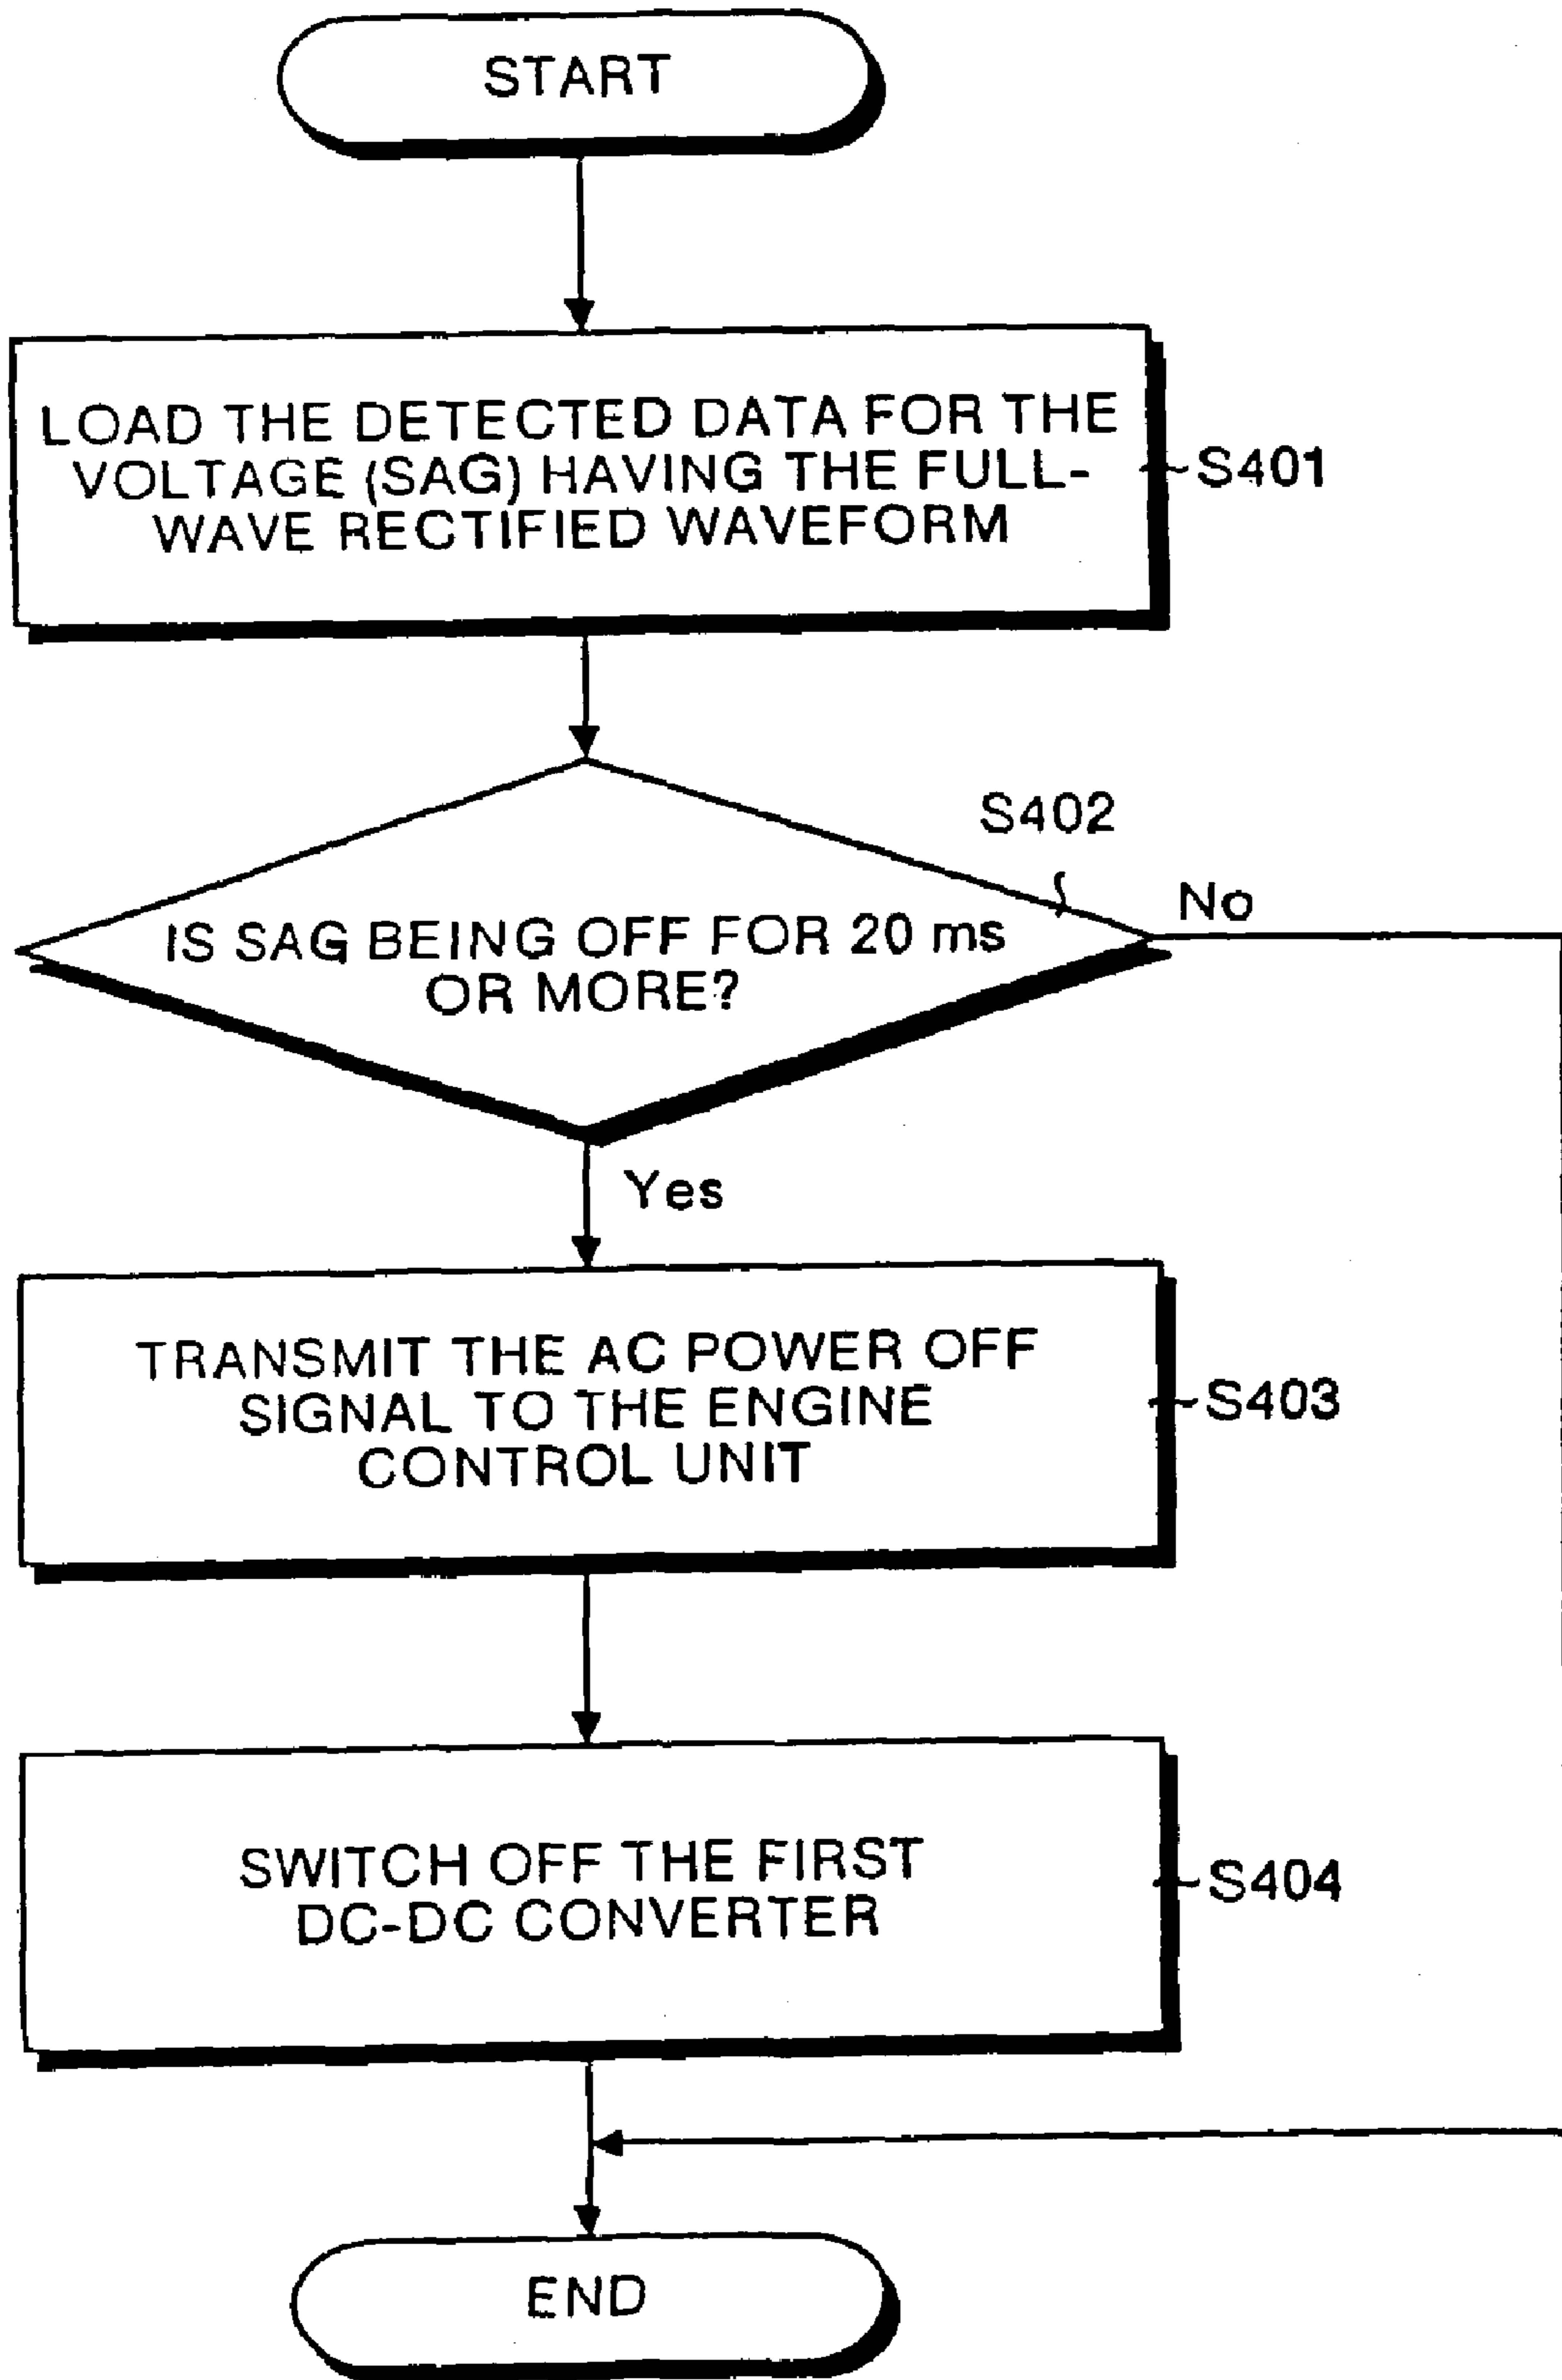 START
LOAD THE DETECTED DATA FOR THE
VOLTAGE (SAG) HAVING THE FULL-
WAVE RECTIFIED WAVEFORM
S401
S402
No
IS SAG BEING OFF FOR 20 ms
OR MORE?
Yes
TRANSMIT THE AC POWER OFF
SIGNAL TO THE ENGINE
CONTROL UNIT
S403
SWITCH OFF THE FIRST
DC-DC CONVERTER
S404
END